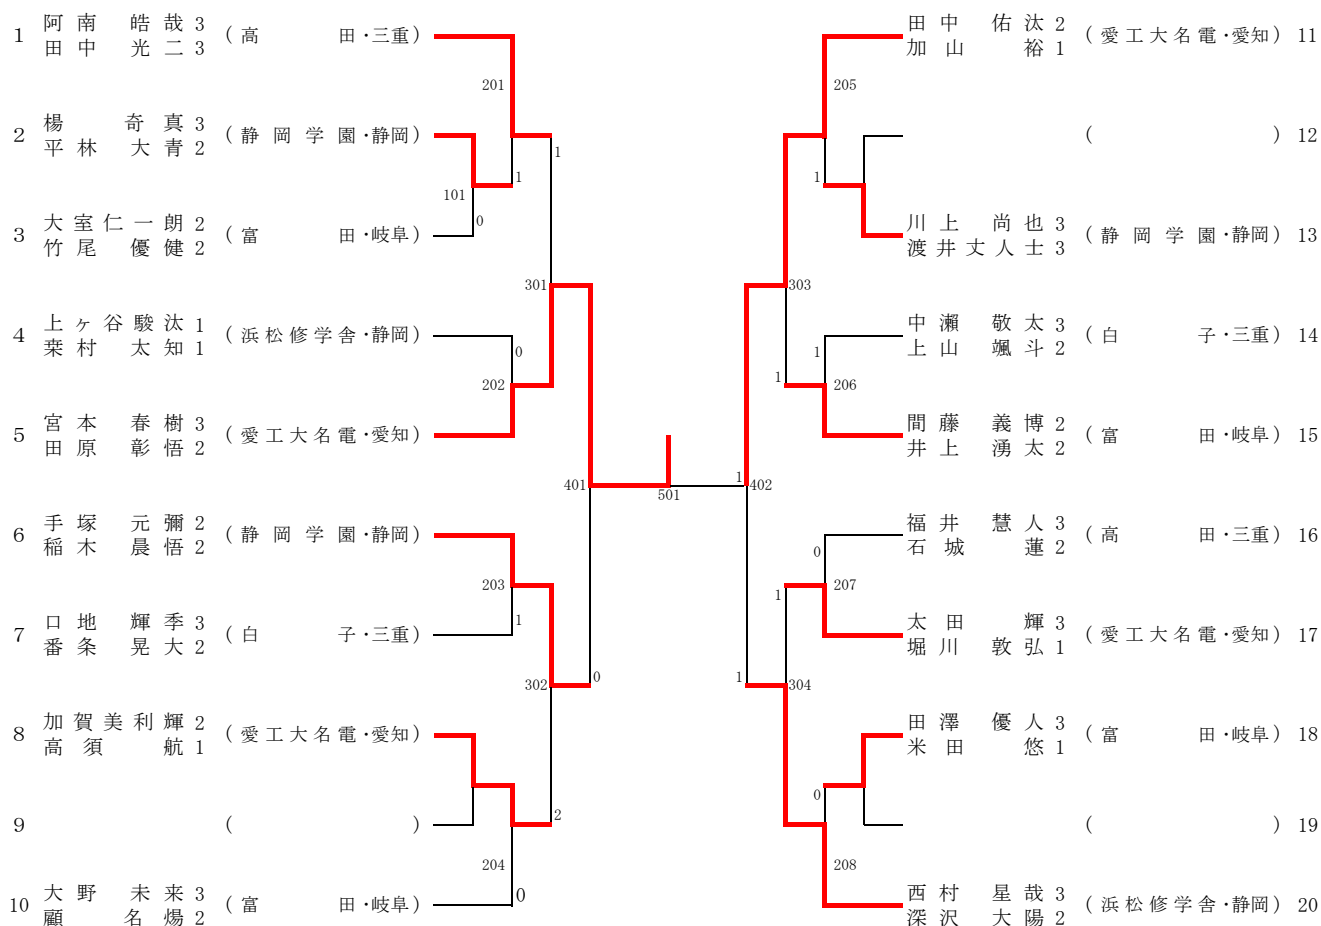 1 阿南 皓哉 3 (高 田・三重)
田中 光二 3
201
2 楊 奇真 3 (静岡学園・静岡)
平林 大青 2
1
1
101
0
3 大室仁一朗 2 (富 田・岐阜)
竹尾 優健 2
301
4 上ヶ谷駿汰 1 (浜松修学舎・静岡)
桒村 太知 1
0
202
5 宮本 春樹 3 (愛工大名電・愛知)
田原 彰悟 2
401
6 手塚 元彌 2 (静岡学園・静岡)
稲木 晨悟 2
203
1
7 口地 輝季 3 (白 子・三重)
番条 晃大 2
302
0
8 加賀美利輝 2 (愛工大名電・愛知)
高須 航 1
9 ( )
2
204
0
10 大野 未来 3 (富 田・岐阜)
顧 名煬 2
501
田中 佑汰 2 (愛工大名電・愛知) 11
加山 裕 1
205
( ) 12
1
川上 尚也 3 (静岡学園・静岡) 13
渡井丈人士 3
303
中瀬 敬太 3 (白 子・三重) 14
上山 颯斗 2
1
1
206
間藤 義博 2 (富 田・岐阜) 15
井上 湧太 2
1
402
福井 慧人 3 (高 田・三重) 16
石城 蓮 2
0
207
1
太田 輝 3 (愛工大名電・愛知) 17
堀川 敦弘 1
1
304
田澤 優人 3 (富 田・岐阜) 18
米田 悠 1
0
( ) 19
208
西村 星哉 3 (浜松修学舎・静岡) 20
深沢 大陽 2